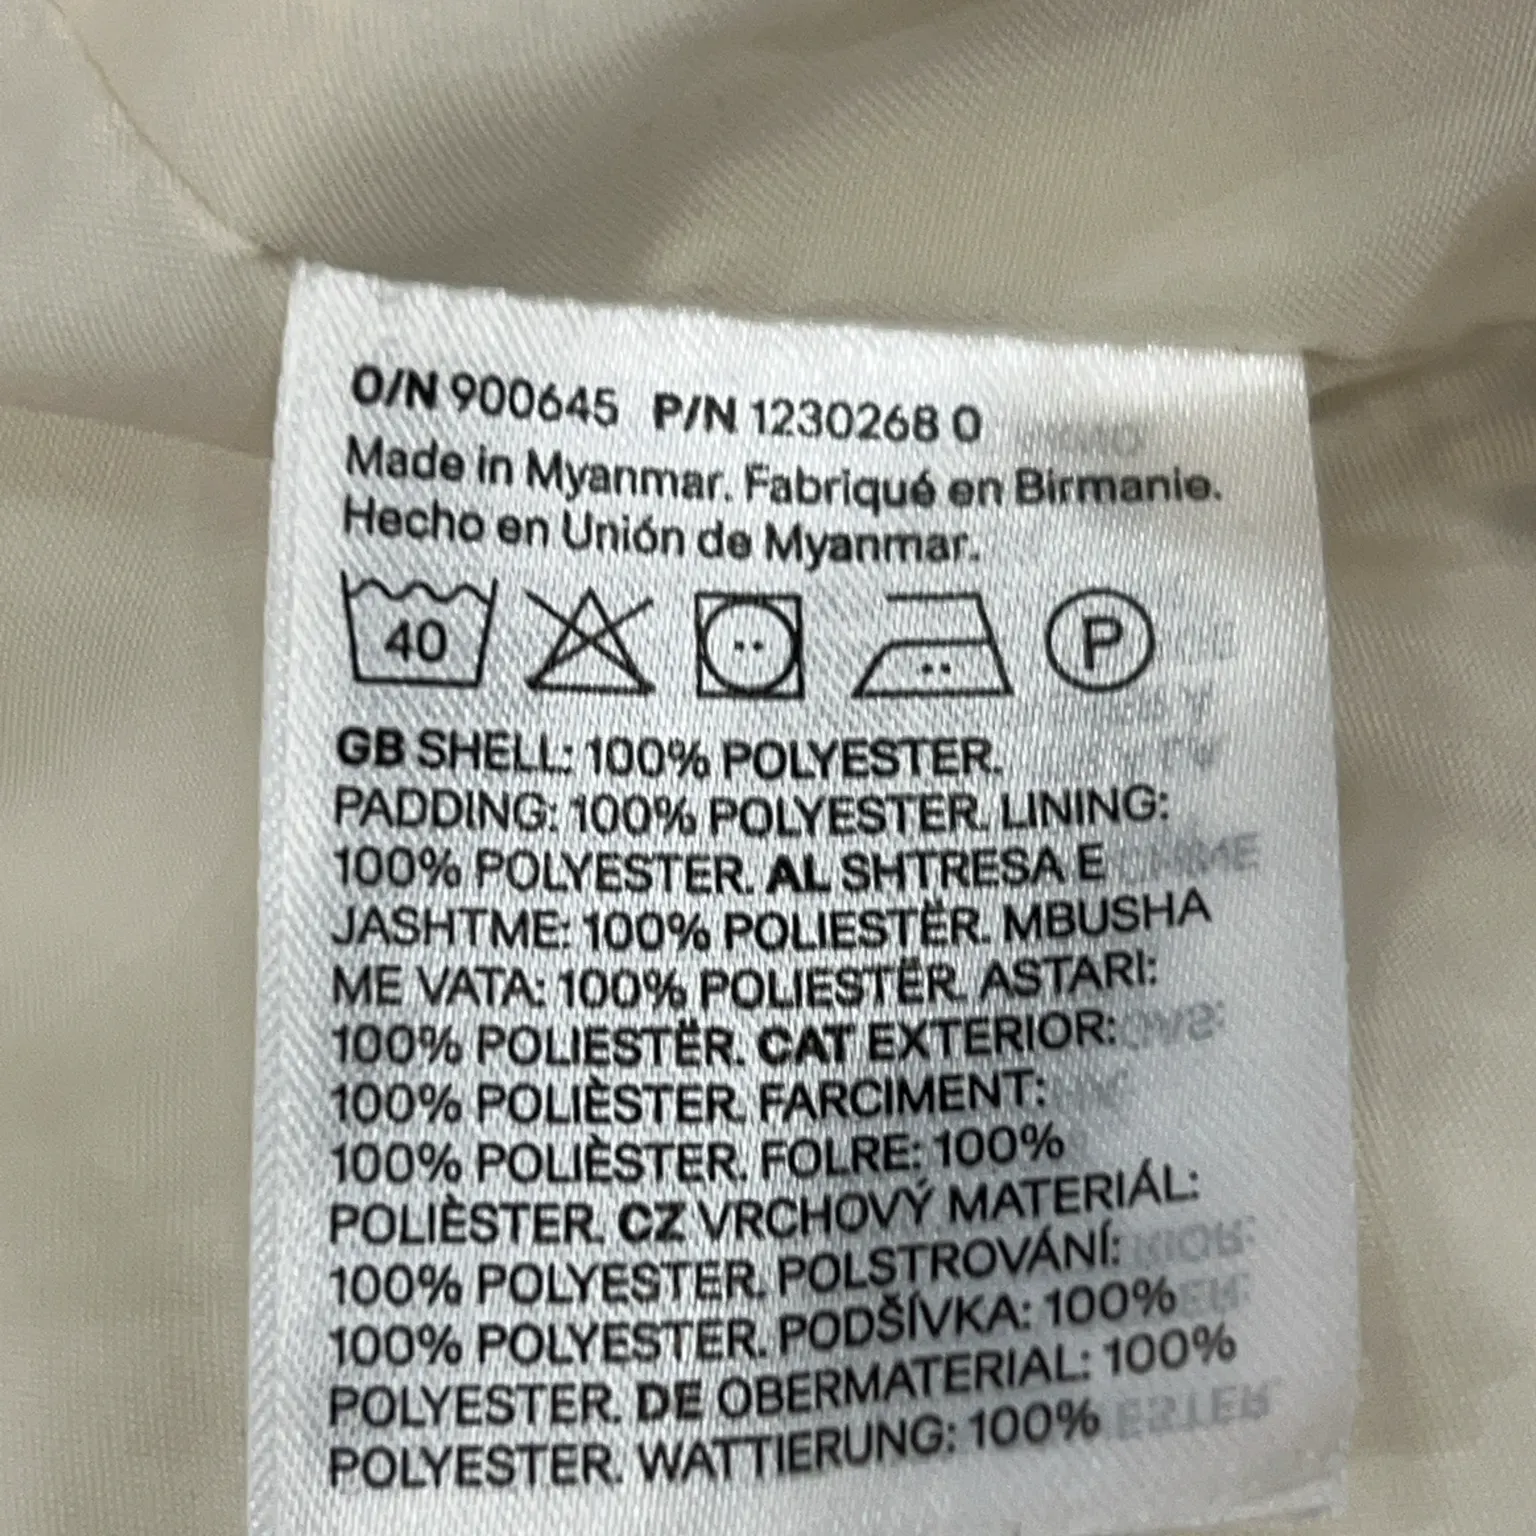 O/N 900645 P/N 1230268 0
Made in Myanmar. Fabriqué en Birmanie.
Hecho en Unión de Myanmar.
40 P
GB SHELL: 100% POLYESTER.
PADDING: 100% POLYESTER. LINING:
100% POLYESTER. AL SHTRESA E
JASHTME: 100% POLIESTËR. MBUSHA
ME VATA: 100% POLIESTËR. ASTARI:
100% POLIESTËR. CAT EXTERIOR:
100% POLIÈSTER. FARCIMENT:
100% POLIÈSTER. FOLRE: 100%
POLIÈSTER. CZ VRCHOVÝ MATERIÁL:
100% POLYESTER. POLSTROVÁNÍ:
100% POLYESTER. PODŠÍVKA: 100%
POLYESTER. DE OBERMATERIAL: 100%
POLYESTER. WATTIERUNG: 100%